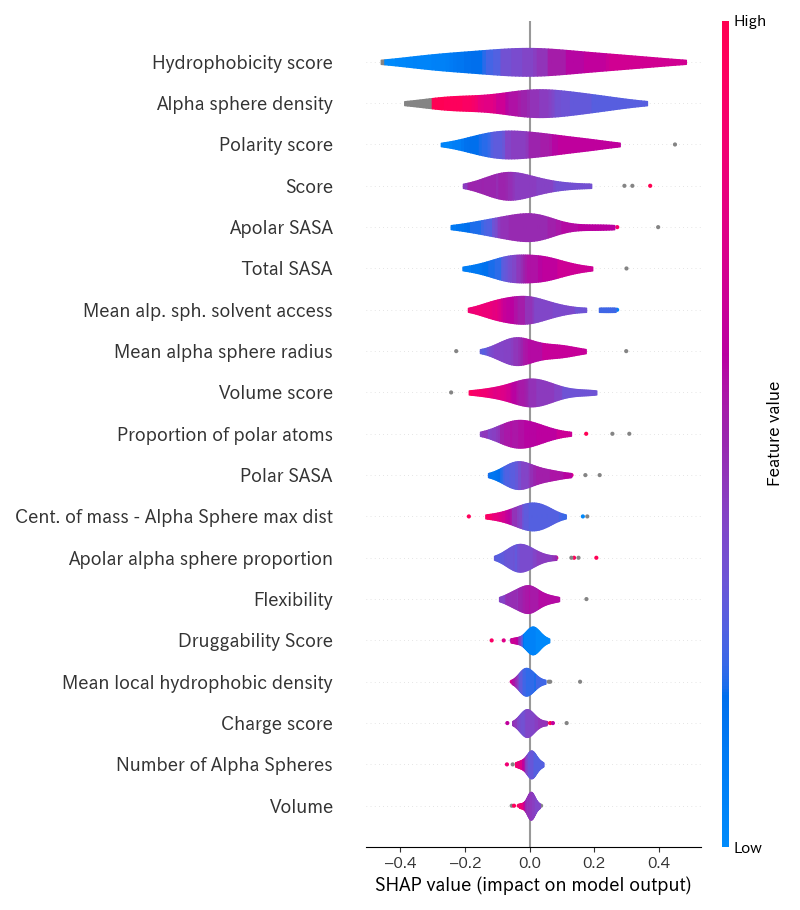 High
Hydrophobicity score
Alpha sphere density
Polarity score
Score
Apolar SASA
Total SASA
Mean alp. sph. solvent access
Mean alpha sphere radius
Volume score
Proportion of polar atoms
Polar SASA
Cent. of mass - Alpha Sphere max dist
Apolar alpha sphere proportion
Flexibility
Druggability Score
Mean local hydrophobic density
Charge score
Number of Alpha Spheres
Volume
Feature value
Low
−0.4 −0.2 0.0 0.2 0.4
SHAP value (impact on model output)